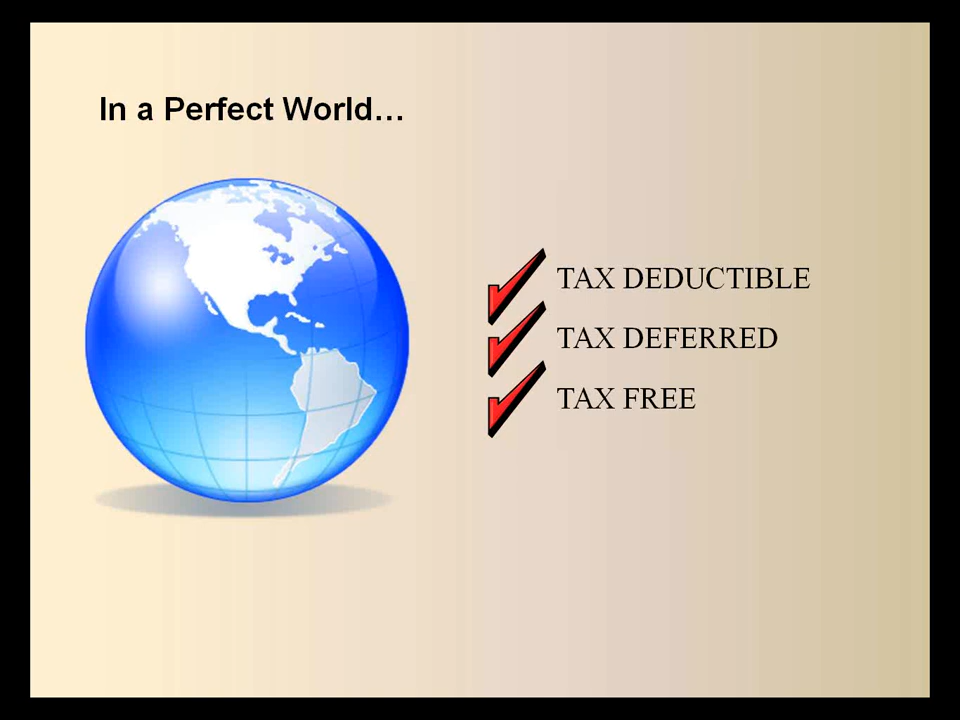 In a Perfect World…
TAX DEDUCTIBLE
TAX DEFERRED
TAX FREE